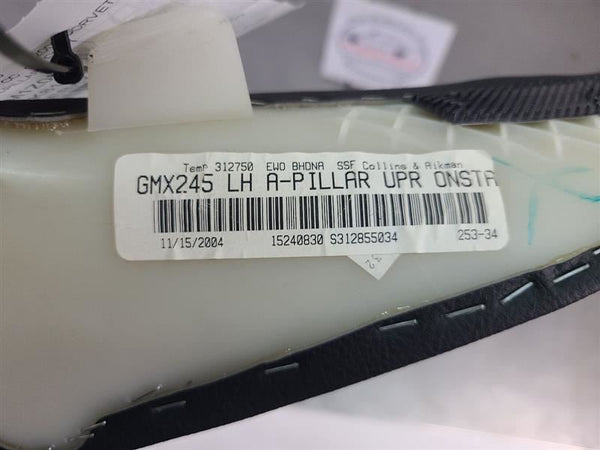 Temp 312750 EWO BHONA SSF Collins & Aikman
GMX245 LH A-PILLAR UPR ONSTA
11/15/2004 15240830 S312855034 253-34